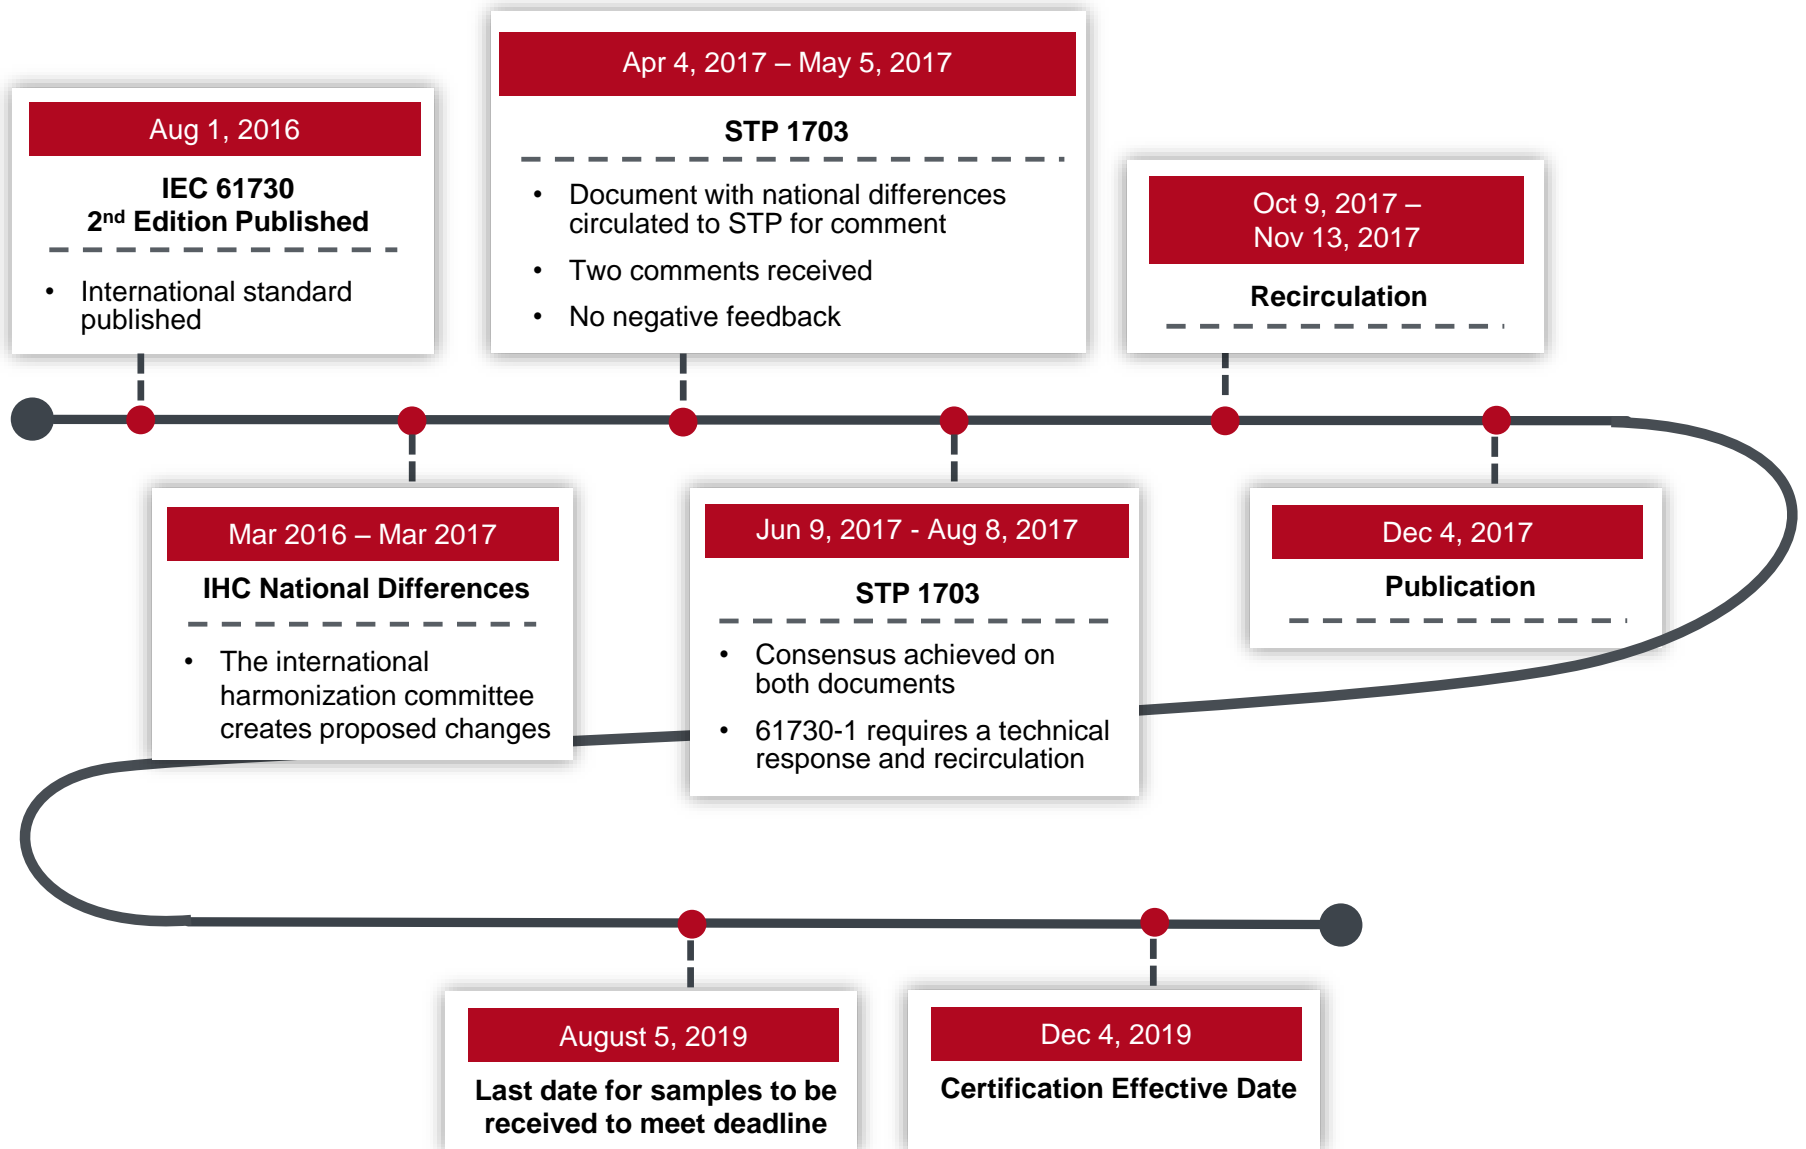 Aug 1, 2016
IEC 61730
2nd Edition Published
• International standard
published
Mar 2016 – Mar 2017
IHC National Differences
• The international
harmonization committee
creates proposed changes
Apr 4, 2017 – May 5, 2017
STP 1703
• Document with national differences
circulated to STP for comment
• Two comments received
• No negative feedback
Jun 9, 2017 - Aug 8, 2017
STP 1703
• Consensus achieved on
both documents
• 61730-1 requires a technical
response and recirculation
Oct 9, 2017 –
Nov 13, 2017
Recirculation
Dec 4, 2017
Publication
August 5, 2019
Last date for samples to be
received to meet deadline
Dec 4, 2019
Certification Effective Date